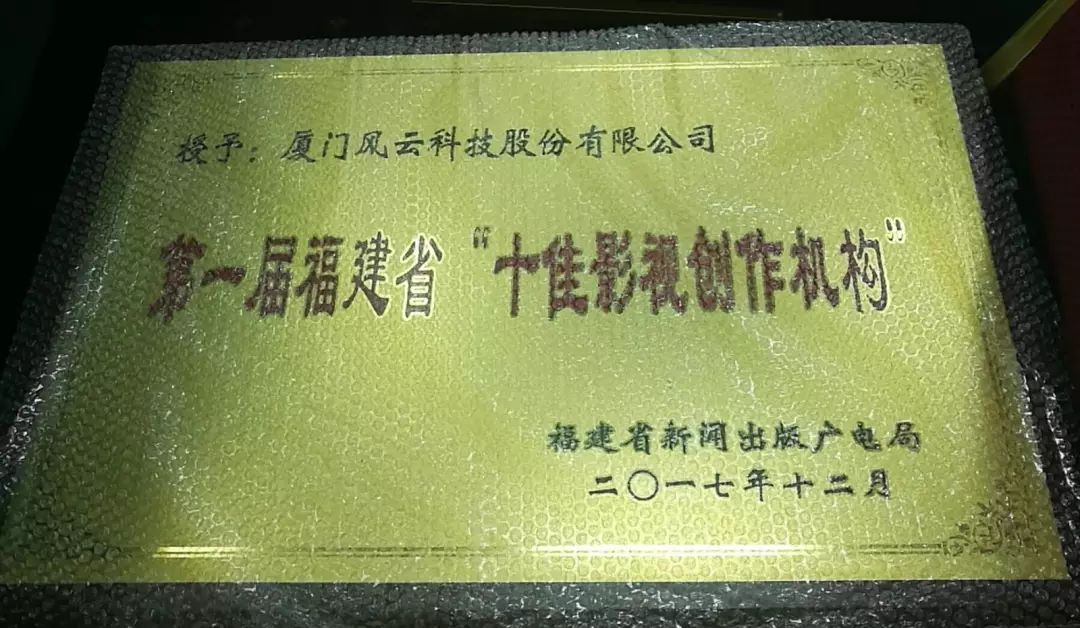 授予：厦门风云科技股份有限公司
第一届福建省“十佳影视创作机构”
福建省新闻出版广电局
二〇一七年十二月